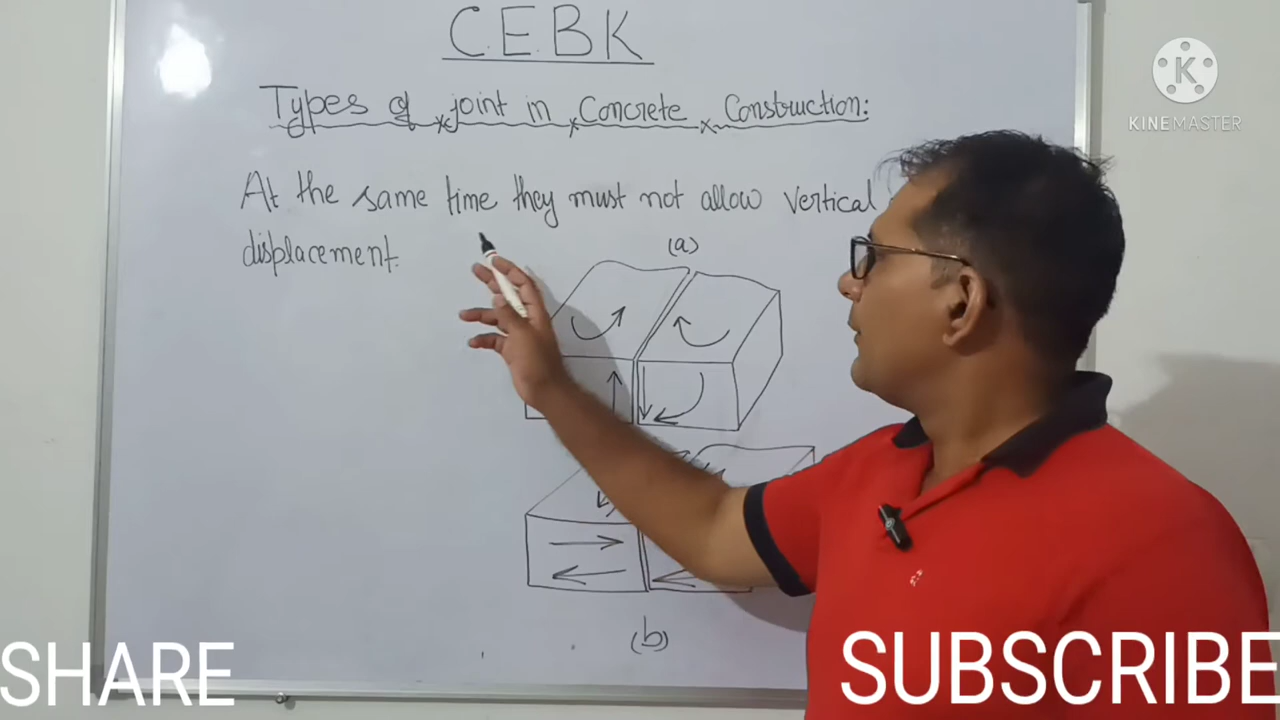 C.E.B.K
Types of joint in Concrete Construction:
At the same time they must not allow vertical
displacement.
(a)
(b)
K
KINEMASTER
SHARE
SUBSCRIBE